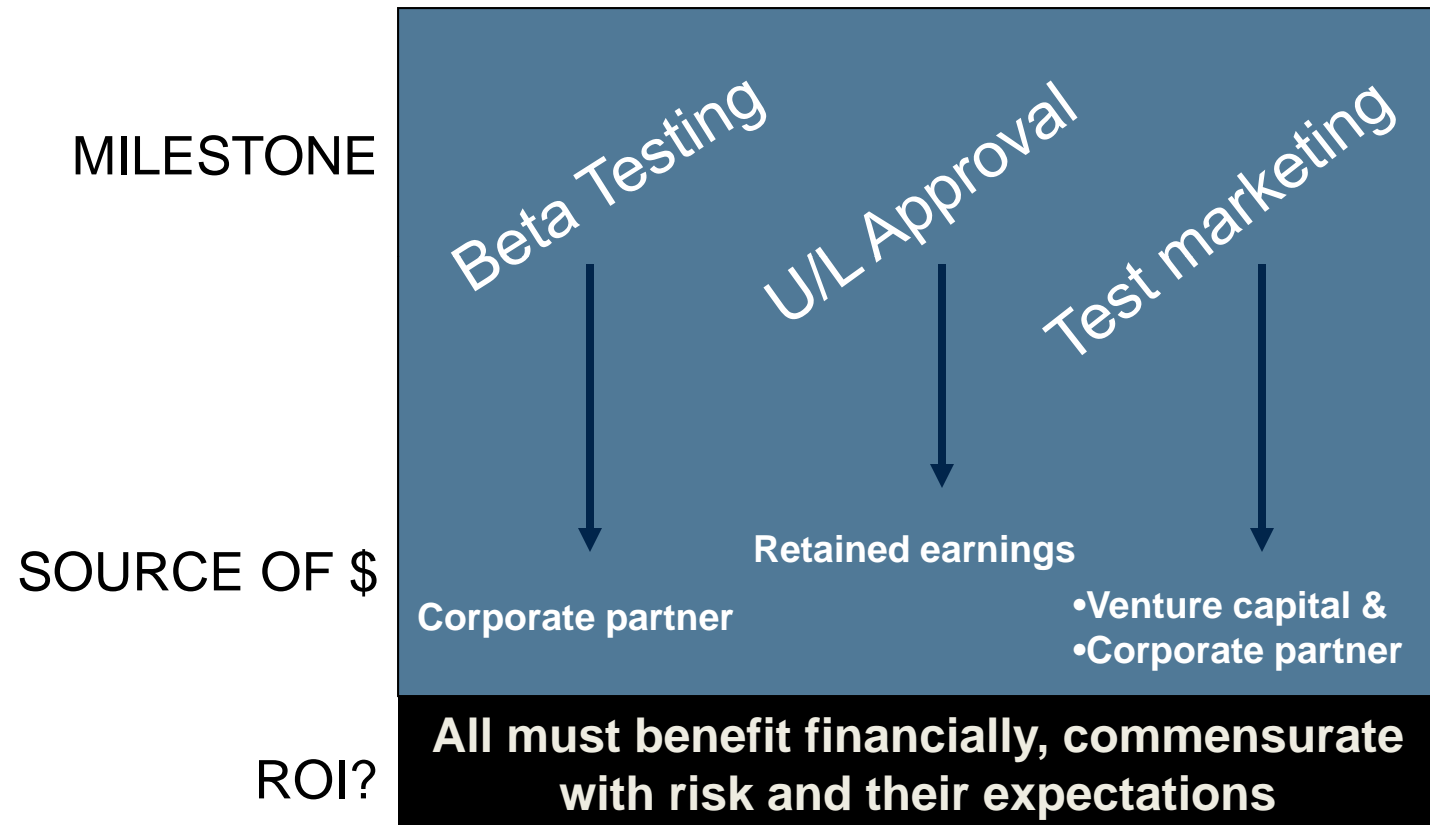 MILESTONE
Beta Testing
U/L Approval
Test marketing
SOURCE OF $
Corporate partner
Retained earnings
•Venture capital &
•Corporate partner
ROI?
All must benefit financially, commensurate
with risk and their expectations